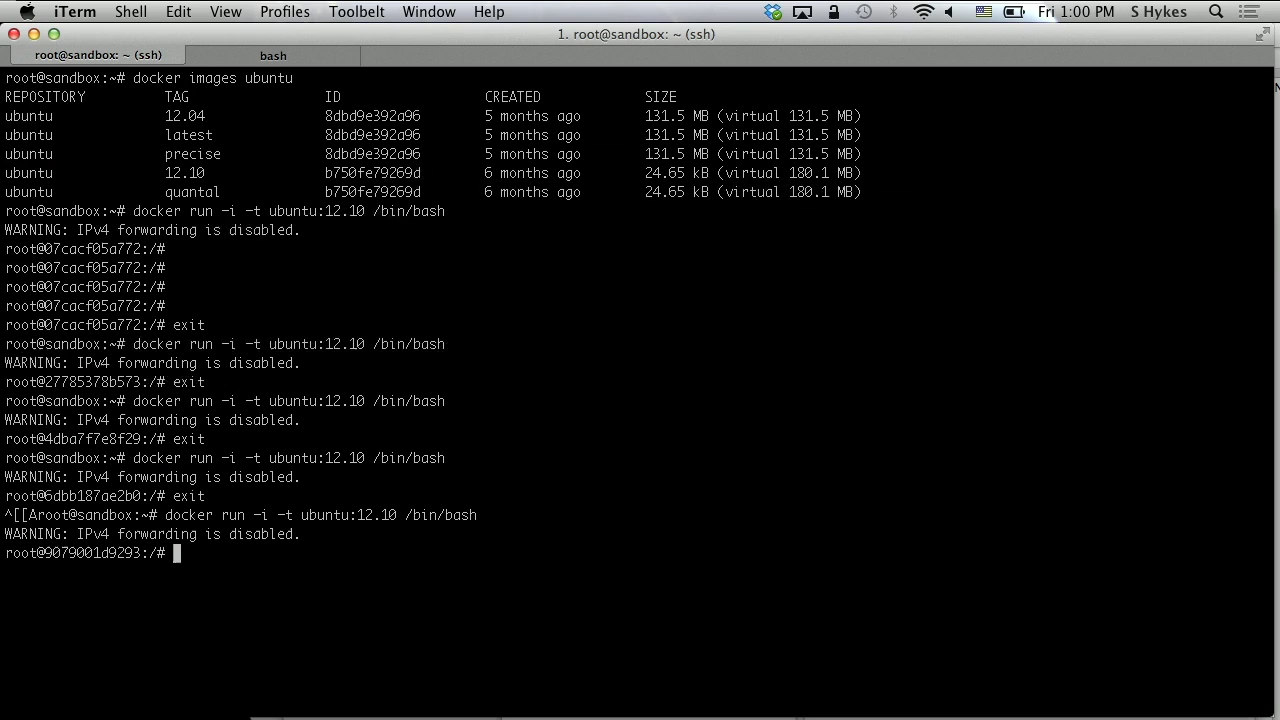 iTerm Shell Edit View Profiles Toolbelt Window Help Fri 1:00 PM S Hykes
1. root@sandbox: ~ (ssh)
root@sandbox: ~ (ssh) bash
root@sandbox:~# docker images ubuntu
REPOSITORY TAG ID CREATED SIZE
ubuntu 12.04 8dbd9e392a96 5 months ago 131.5 MB (virtual 131.5 MB)
ubuntu latest 8dbd9e392a96 5 months ago 131.5 MB (virtual 131.5 MB)
ubuntu precise 8dbd9e392a96 5 months ago 131.5 MB (virtual 131.5 MB)
ubuntu 12.10 b750fe79269d 6 months ago 24.65 kB (virtual 180.1 MB)
ubuntu quantal b750fe79269d 6 months ago 24.65 kB (virtual 180.1 MB)
root@sandbox:~# docker run -i -t ubuntu:12.10 /bin/bash
WARNING: IPv4 forwarding is disabled.
root@07cacf05a772:/#
root@07cacf05a772:/#
root@07cacf05a772:/#
root@07cacf05a772:/#
root@07cacf05a772:/# exit
root@sandbox:~# docker run -i -t ubuntu:12.10 /bin/bash
WARNING: IPv4 forwarding is disabled.
root@27785378b573:/# exit
root@sandbox:~# docker run -i -t ubuntu:12.10 /bin/bash
WARNING: IPv4 forwarding is disabled.
root@4dba7f7e8f29:/# exit
root@sandbox:~# docker run -i -t ubuntu:12.10 /bin/bash
WARNING: IPv4 forwarding is disabled.
root@6dbb187ae2b0:/# exit
^[[Aroot@sandbox:~# docker run -i -t ubuntu:12.10 /bin/bash
WARNING: IPv4 forwarding is disabled.
root@9079001d9293:/#